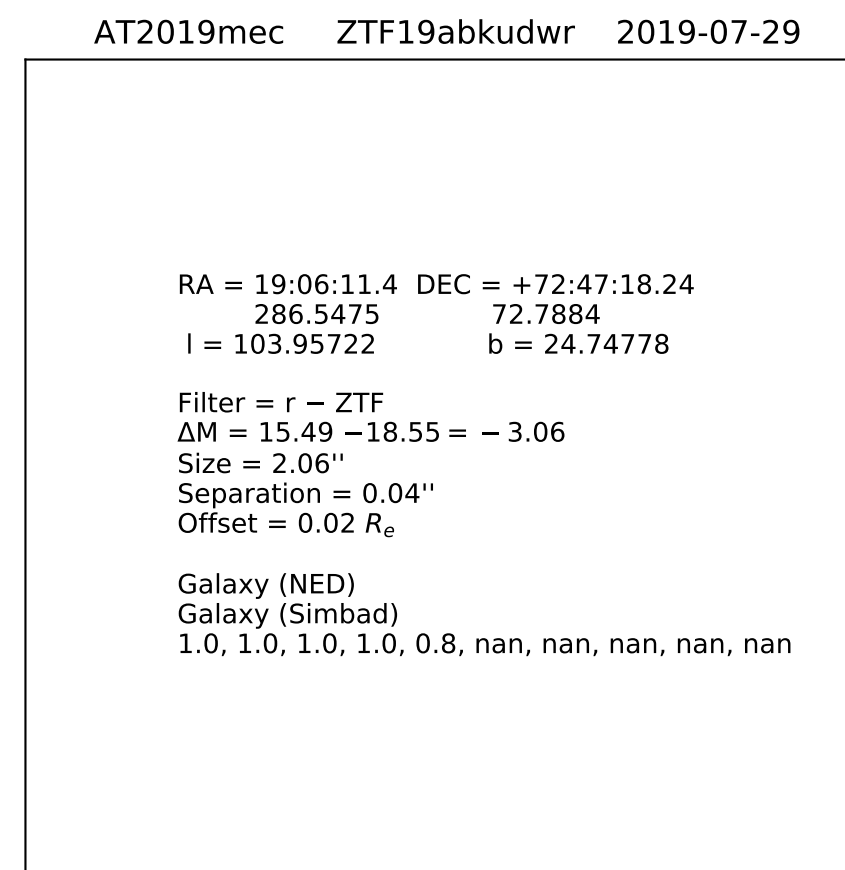 AT2019mec ZTF19abkudwr 2019-07-29
RA = 19:06:11.4 DEC = +72:47:18.24
286.5475 72.7884
l = 103.95722 b = 24.74778
Filter = r − ZTF
ΔM = 15.49 −18.55 = − 3.06
Size = 2.06''
Separation = 0.04''
Offset = 0.02 Re
Galaxy (NED)
Galaxy (Simbad)
1.0, 1.0, 1.0, 1.0, 0.8, nan, nan, nan, nan, nan